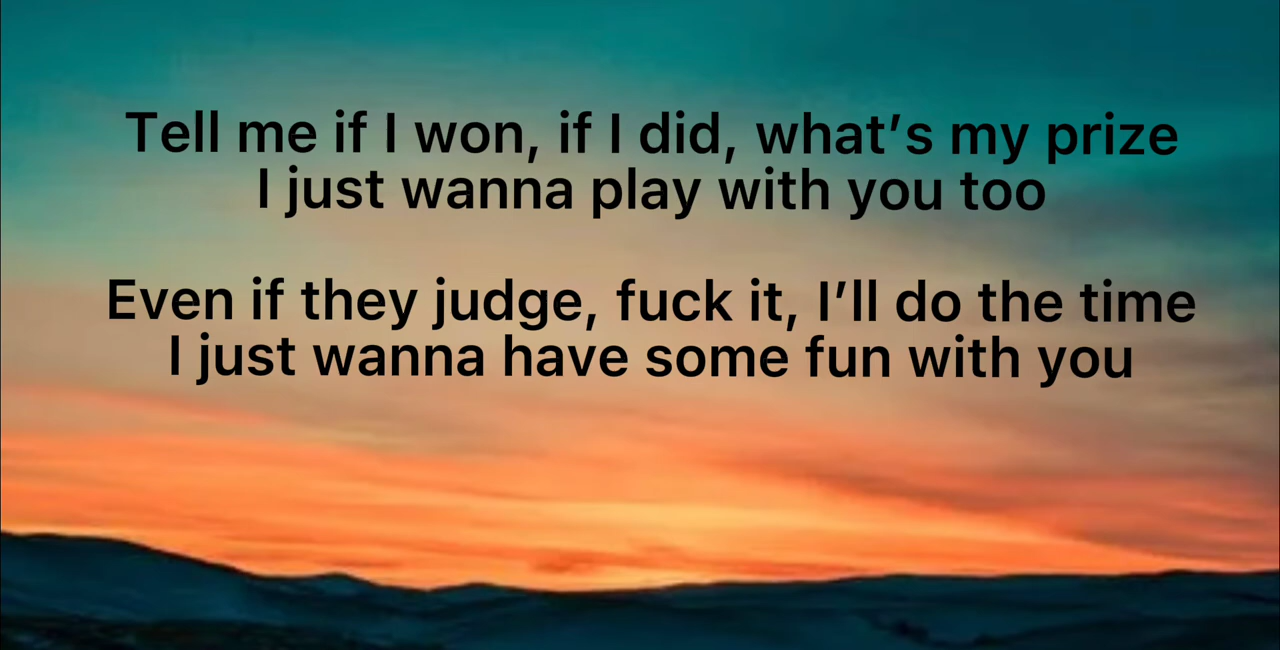 Tell me if I won, if I did, what’s my prize
I just wanna play with you too
Even if they judge, fuck it, I’ll do the time
I just wanna have some fun with you